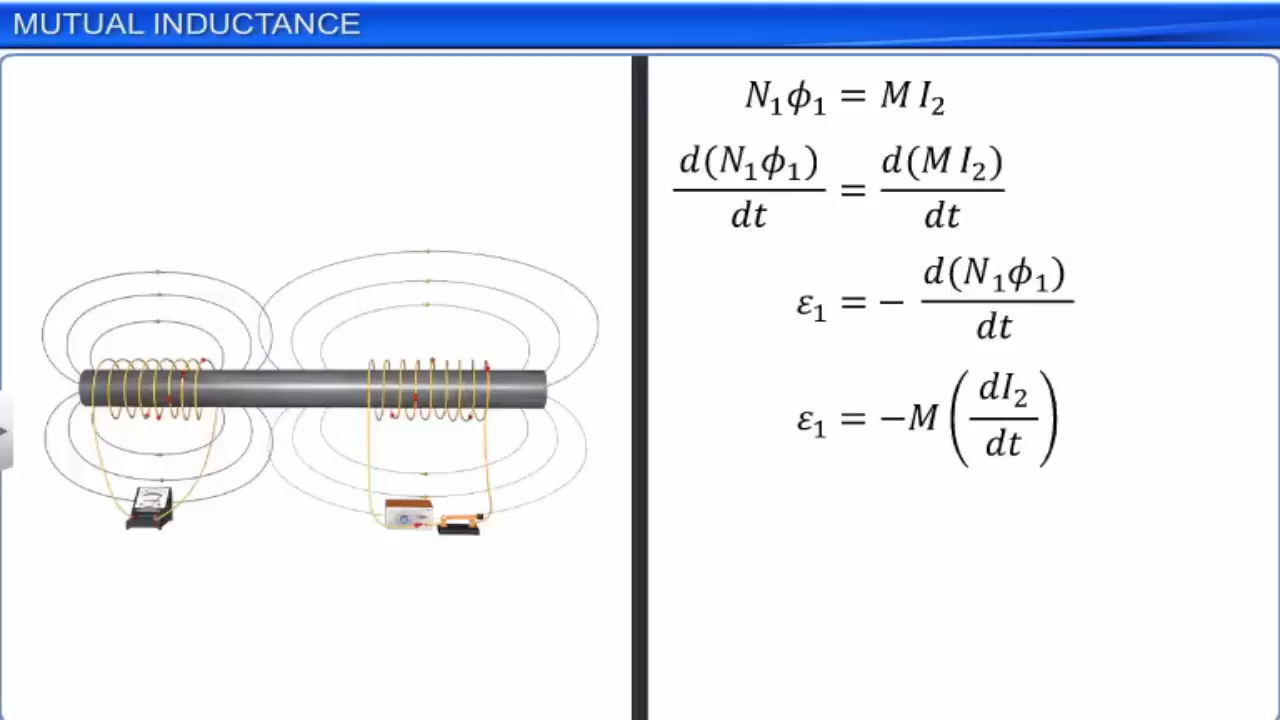 MUTUAL INDUCTANCE
N₁ϕ₁ = M I₂
d(N₁ϕ₁)/dt = d(M I₂)/dt
ε₁ = − d(N₁ϕ₁)/dt
ε₁ = −M (dI₂/dt)